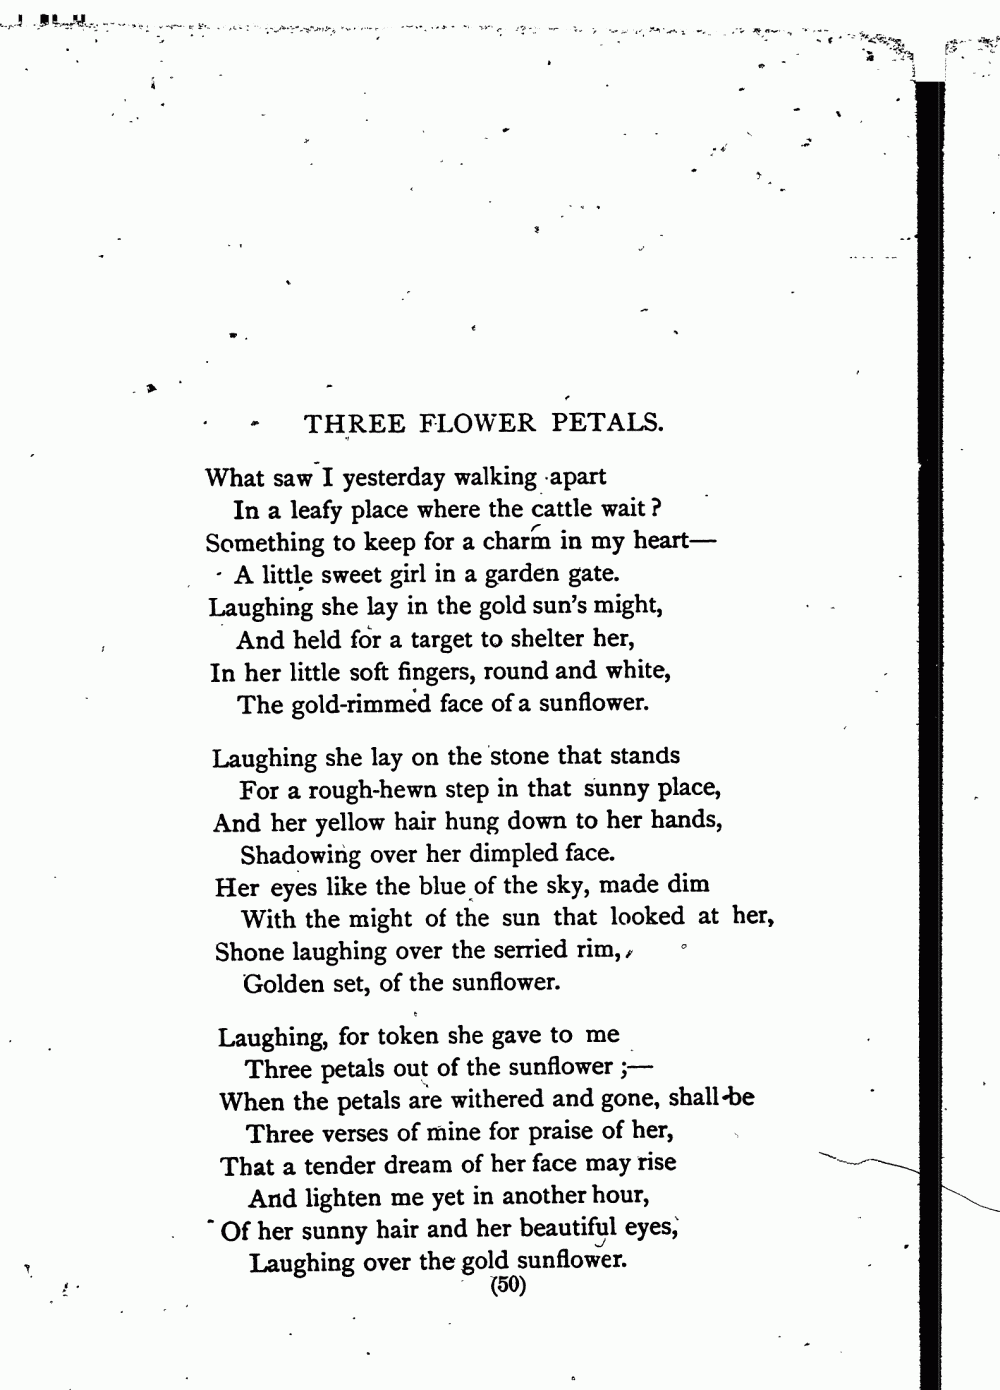 THREE FLOWER PETALS.
What saw I yesterday walking apart
In a leafy place where the cattle wait?
Something to keep for a charm in my heart—
A little sweet girl in a garden gate.
Laughing she lay in the gold sun's might,
And held for a target to shelter her,
In her little soft fingers, round and white,
The gold-rimmed face of a sunflower.
Laughing she lay on the stone that stands
For a rough-hewn step in that sunny place,
And her yellow hair hung down to her hands,
Shadowing over her dimpled face.
Her eyes like the blue of the sky, made dim
With the might of the sun that looked at her,
Shone laughing over the serried rim,
Golden set, of the sunflower.
Laughing, for token she gave to me
Three petals out of the sunflower;—
When the petals are withered and gone, shall be
Three verses of mine for praise of her,
That a tender dream of her face may rise
And lighten me yet in another hour,
Of her sunny hair and her beautiful eyes,
Laughing over the gold sunflower.
(50)